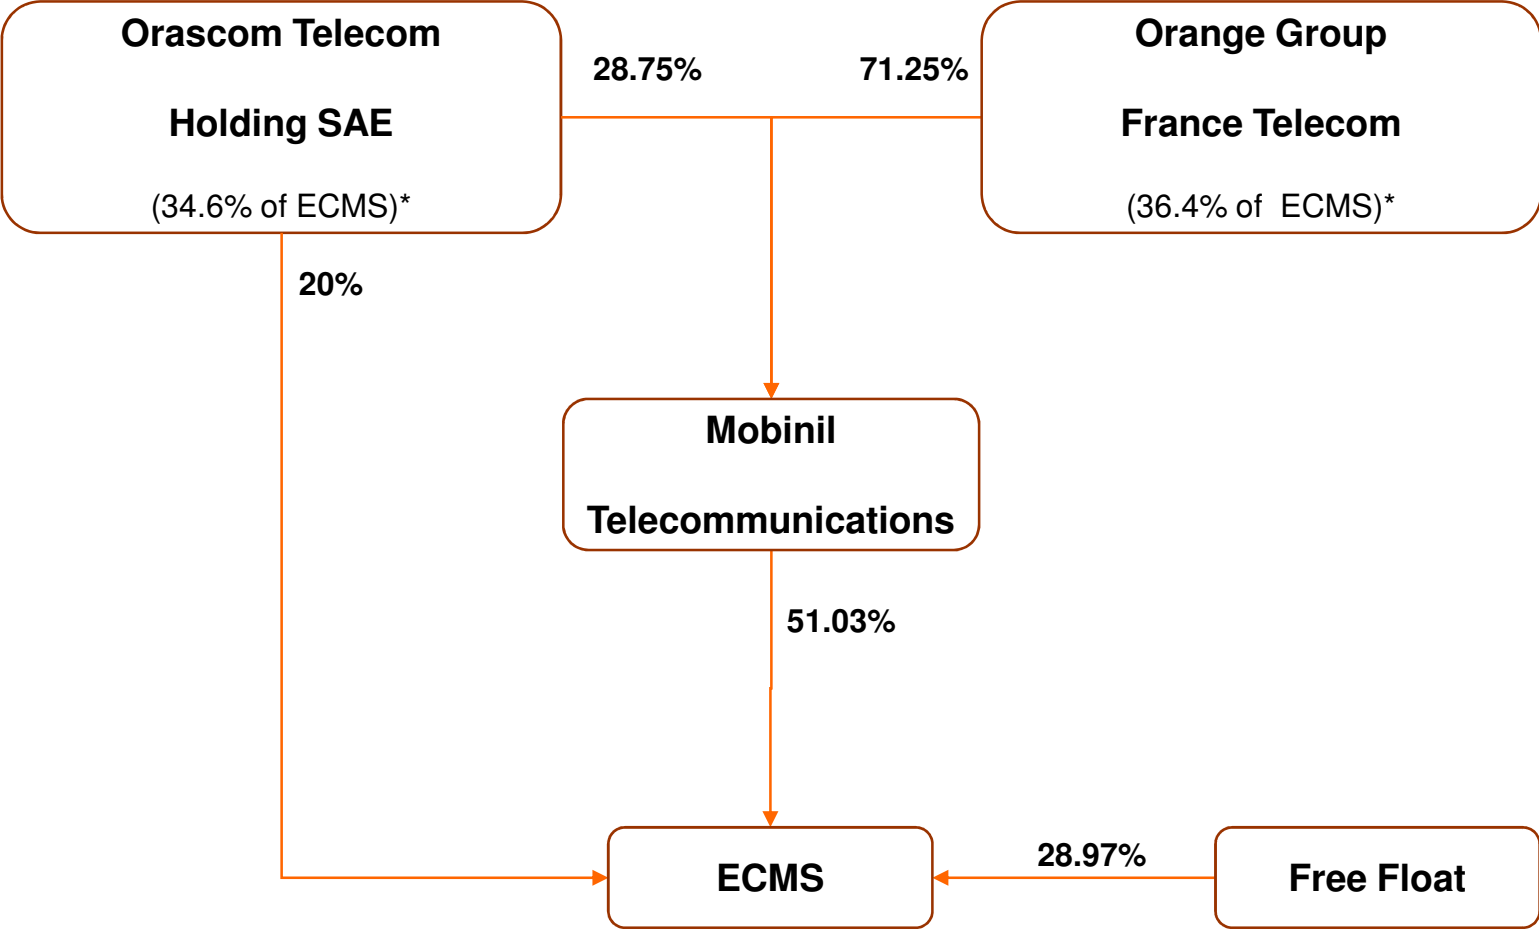 Orascom Telecom
Holding SAE
(34.6% of ECMS)*
28.75%
71.25%
Orange Group
France Telecom
(36.4% of ECMS)*
20%
Mobinil
Telecommunications
51.03%
ECMS
28.97%
Free Float